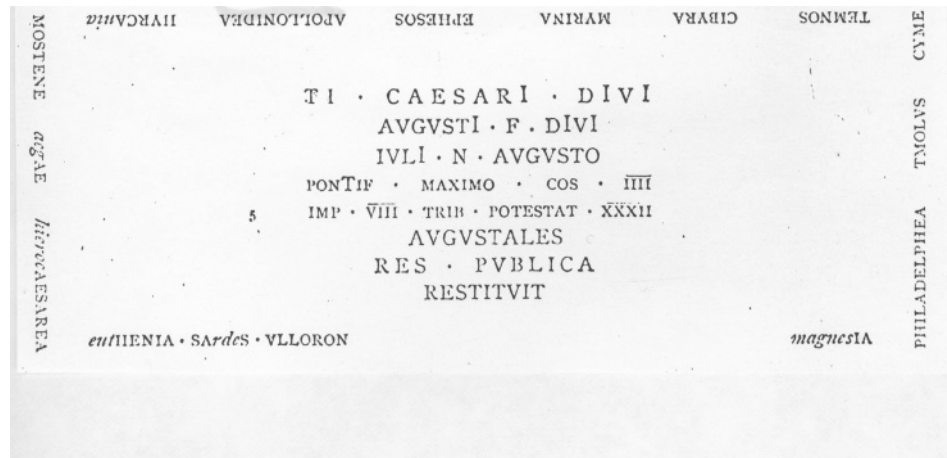 TEMNOS CIBYRA MYRINA EPHESOS APOLLONIDEA HYRCANia
MOSTENE aegAE hierocAESAREA
TI · CAESARI · DIVI
AVGVSTI · F · DIVI
IVLI · N · AVGVSTO
PONTIF · MAXIMO · COS · IIII
5 IMP · VIII · TRIB · POTESTAT · XXXII
AVGVSTALES
RES · PVBLICA
RESTITVIT
eutHENIA · SArdeS · VLLORON magnesIA
PHILADELPHEA TMOLVS CYME